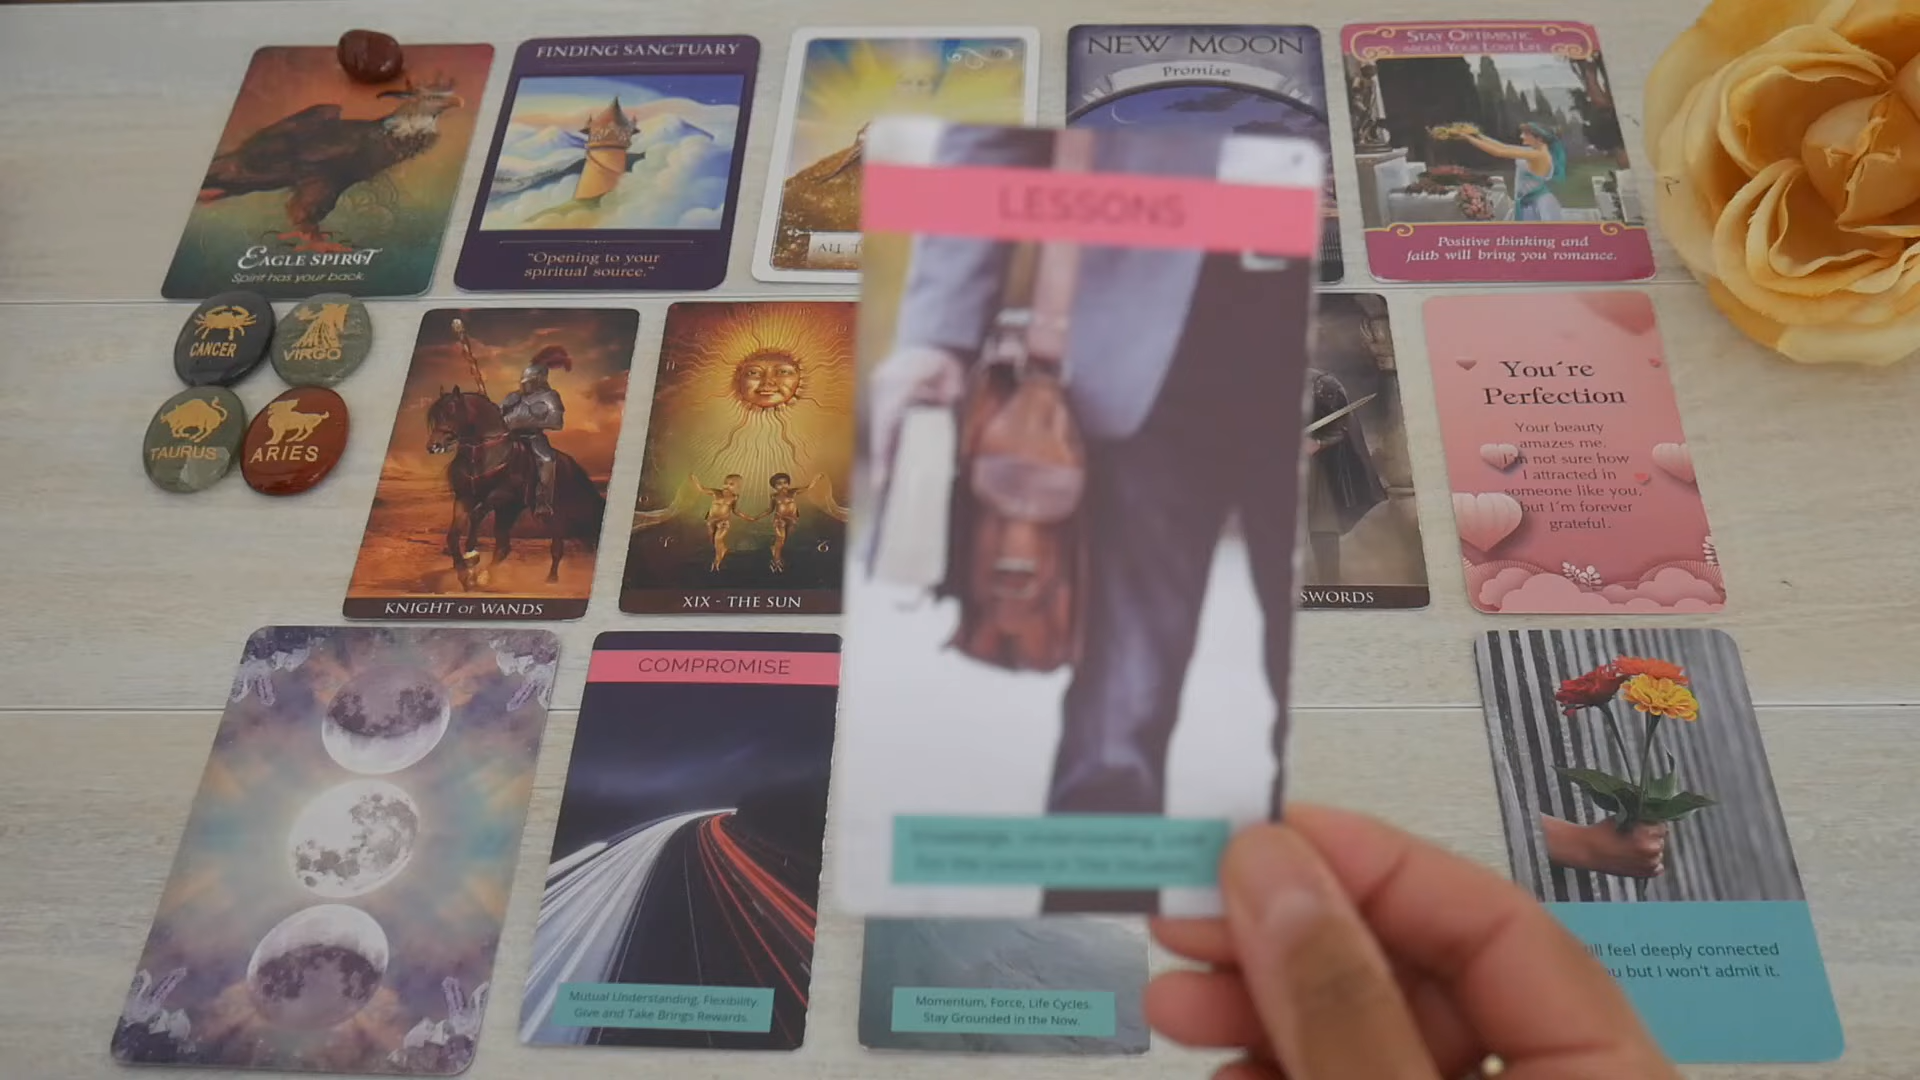 EAGLE SPIRIT
Spirit has your back.
FINDING SANCTUARY
"Opening to your
spiritual source."
ALL
NEW MOON
Promise
STAY OPTIMISTIC
ABOUT YOUR LOVE LIFE
Positive thinking and
faith will bring you romance.
CANCER
VIRGO
TAURUS
ARIES
KNIGHT OF WANDS
XIX - THE SUN
LESSONS
SWORDS
You´re
Perfection
Your beauty
amazes me.
I'm not sure how
I attracted in
someone like you,
but I´m forever
grateful.
COMPROMISE
Mutual Understanding. Flexibility.
Give and Take Brings Rewards.
Momentum, Force, Life Cycles.
Stay Grounded in the Now.
feel deeply connected
but I won't admit it.